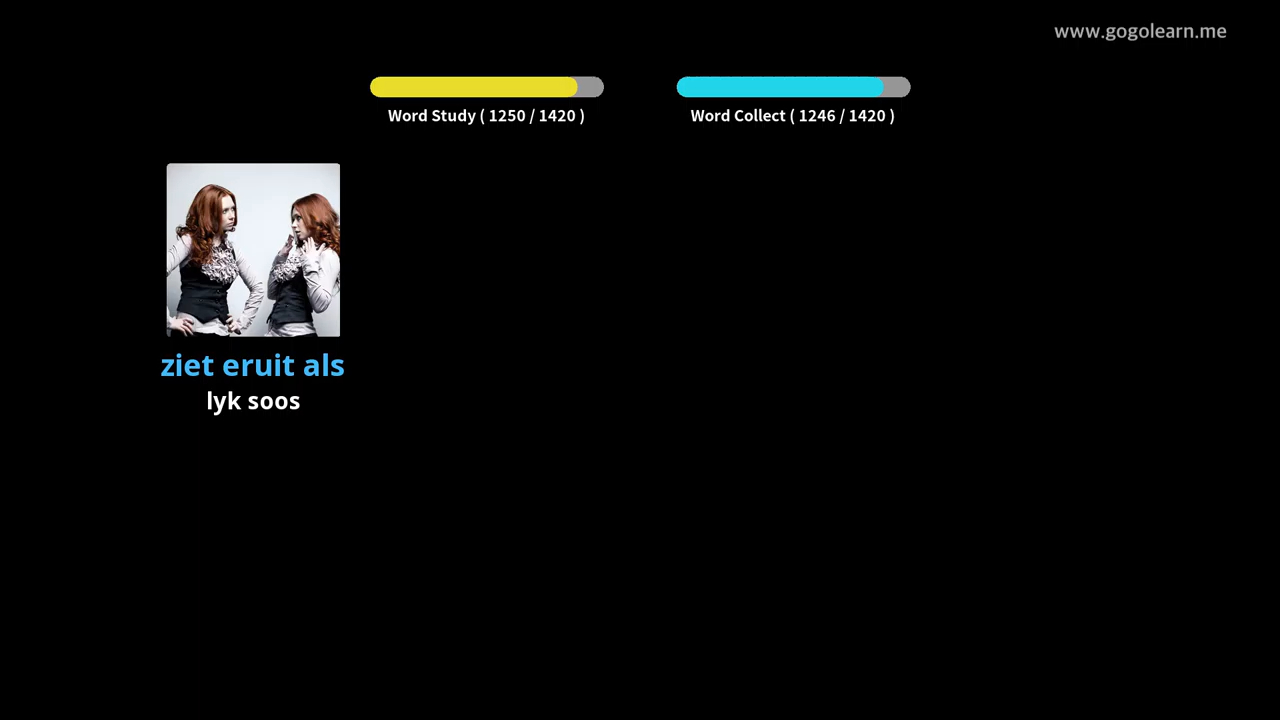 www.gogolearn.me
Word Study ( 1250 / 1420 )
Word Collect ( 1246 / 1420 )
ziet eruit als
lyk soos